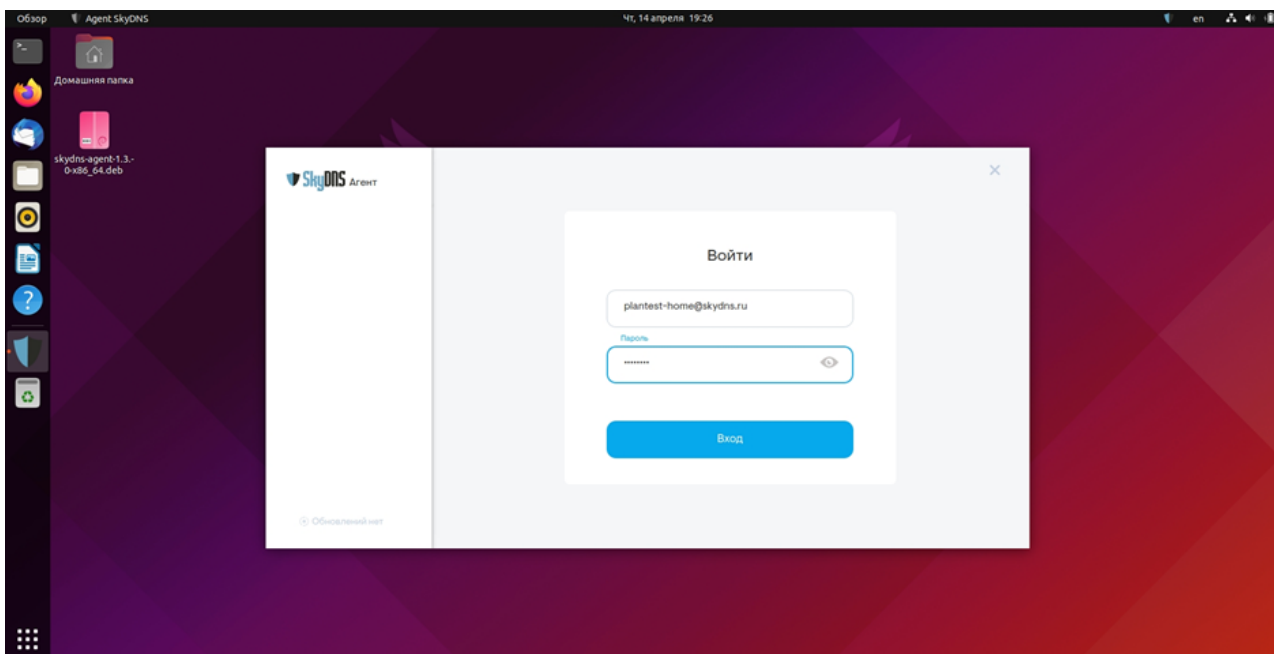 Обзор
Agent SkyDNS
Чт, 14 апреля 19:26
en
Домашняя папка
skydns-agent-1.3.-
0-x86_64.deb
SkyDNS Агент
Войти
plantest-home@skydns.ru
Пароль
Вход
Обновлений нет